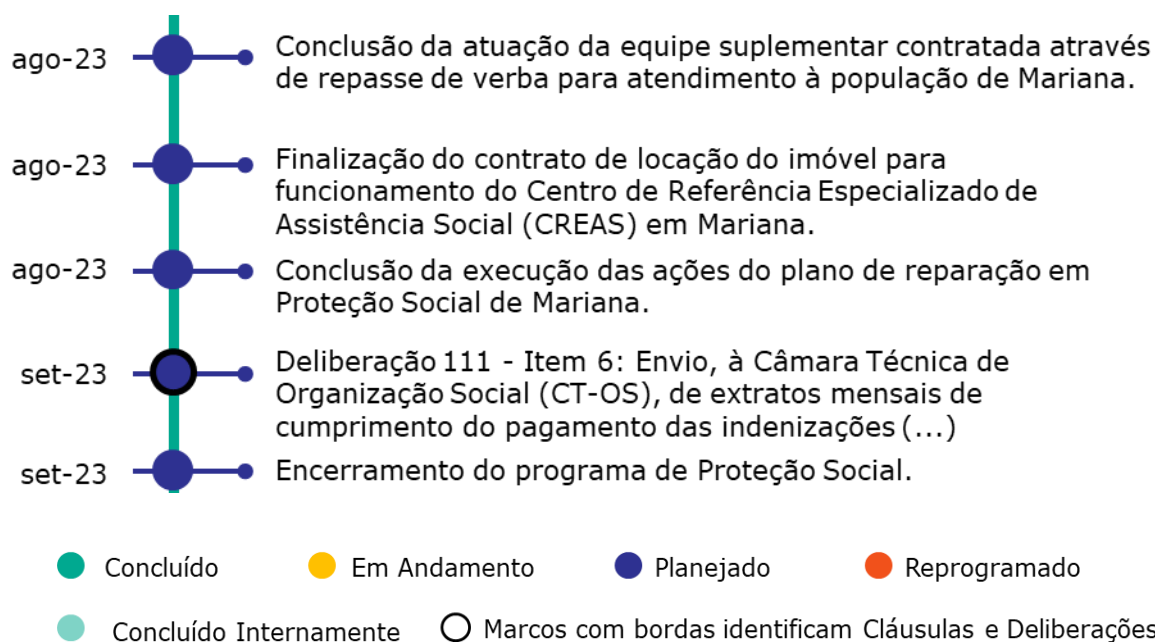 ago-23
Conclusão da atuação da equipe suplementar contratada através
de repasse de verba para atendimento à população de Mariana.
ago-23
Finalização do contrato de locação do imóvel para
funcionamento do Centro de Referência Especializado de
Assistência Social (CREAS) em Mariana.
ago-23
Conclusão da execução das ações do plano de reparação em
Proteção Social de Mariana.
set-23
Deliberação 111 - Item 6: Envio, à Câmara Técnica de
Organização Social (CT-OS), de extratos mensais de
cumprimento do pagamento das indenizações (...)
set-23
Encerramento do programa de Proteção Social.
Concluído
Em Andamento
Planejado
Reprogramado
Concluído Internamente
Marcos com bordas identificam Cláusulas e Deliberações